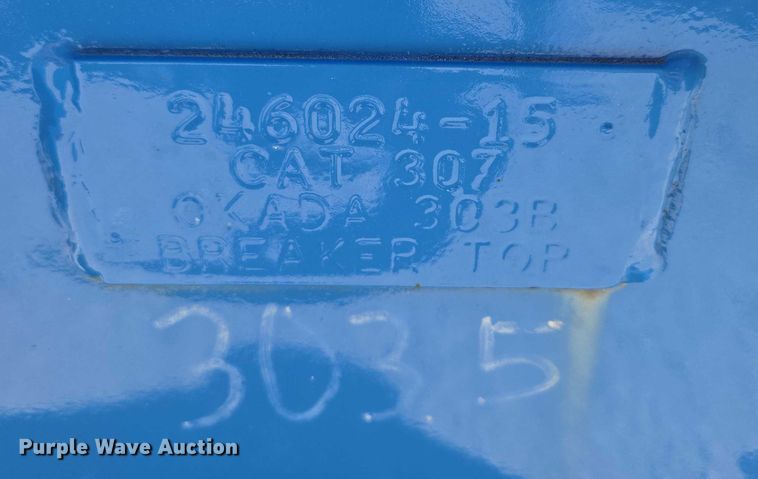 246024-15
CAT 307
OKADA 303B
BREAKER TOP
303.5
Purple Wave Auction